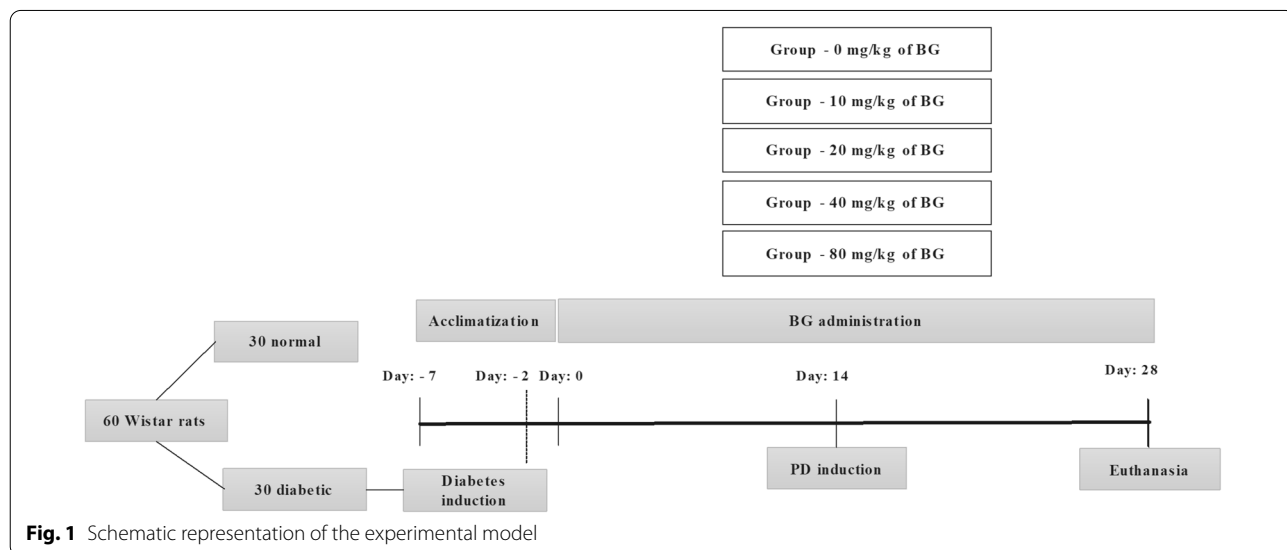 Group - 0 mg/kg of BG
Group - 10 mg/kg of BG
Group - 20 mg/kg of BG
Group - 40 mg/kg of BG
Group - 80 mg/kg of BG
Acclimatization
BG administration
30 normal
Day: - 7
Day: - 2
Day: 0
Day: 14
Day: 28
60 Wistar rats
30 diabetic
Diabetes
induction
PD induction
Euthanasia
Fig. 1 Schematic representation of the experimental model